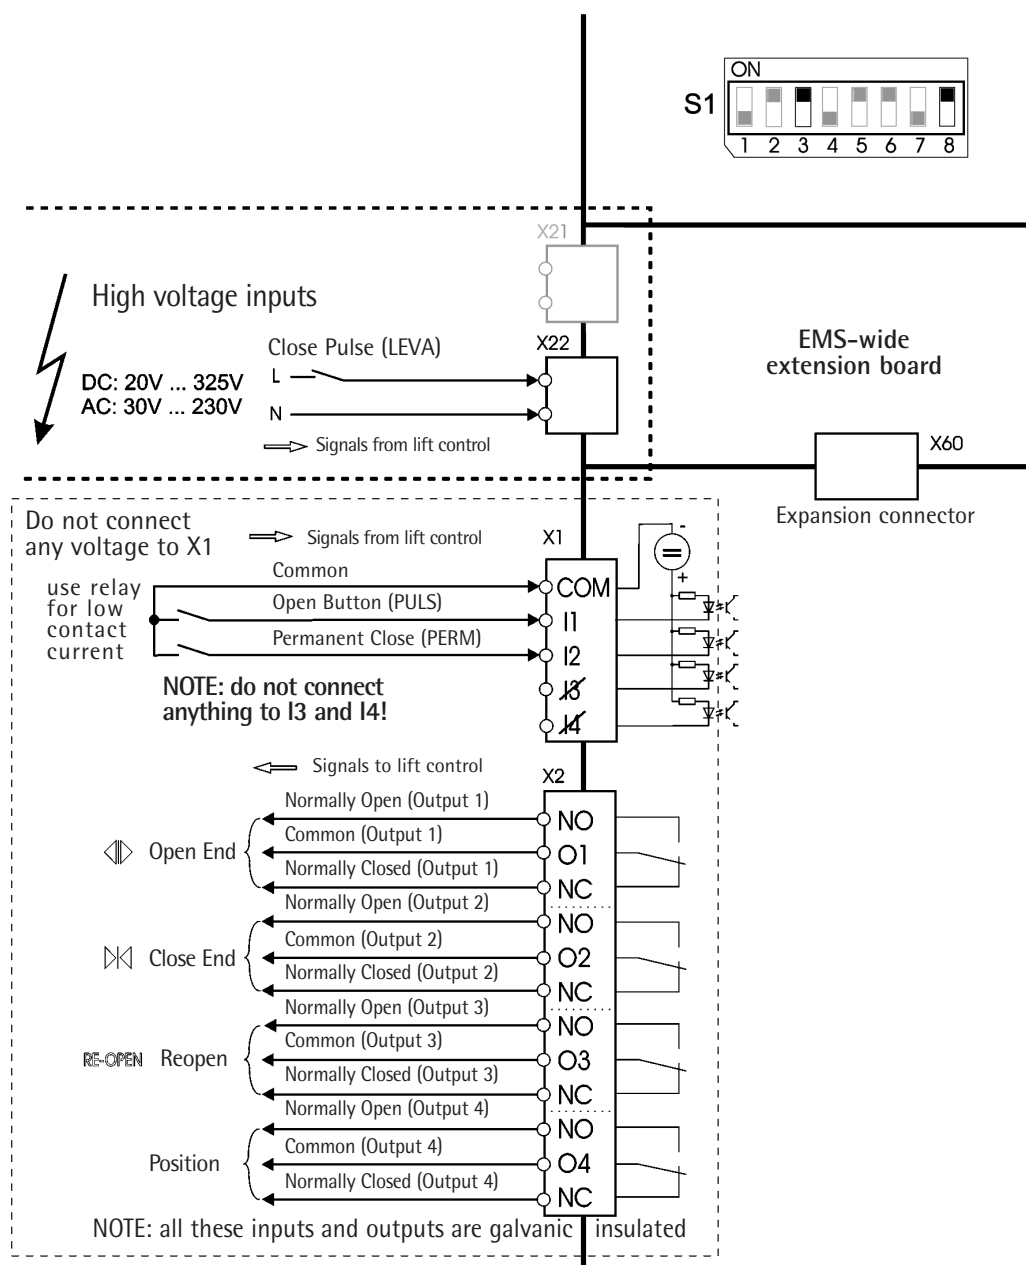 ON
S1
1 2 3 4 5 6 7 8
X21
High voltage inputs
Close Pulse (LEVA)
X22
DC: 20V ... 325V
AC: 30V ... 230V
L
N
Signals from lift control
EMS-wide
extension board
X60
Expansion connector
Do not connect
any voltage to X1
Signals from lift control
X1
-
+
use relay
for low
contact
current
Common
COM
Open Button (PULS)
I1
Permanent Close (PERM)
I2
I3
I4
NOTE: do not connect
anything to I3 and I4!
Signals to lift control
X2
Normally Open (Output 1)
NO
Open End
Common (Output 1)
O1
Normally Closed (Output 1)
NC
Normally Open (Output 2)
NO
Close End
Common (Output 2)
O2
Normally Closed (Output 2)
NC
Normally Open (Output 3)
NO
RE-OPEN Reopen
Common (Output 3)
O3
Normally Closed (Output 3)
NC
Normally Open (Output 4)
NO
Position
Common (Output 4)
O4
Normally Closed (Output 4)
NC
NOTE: all these inputs and outputs are galvanic insulated